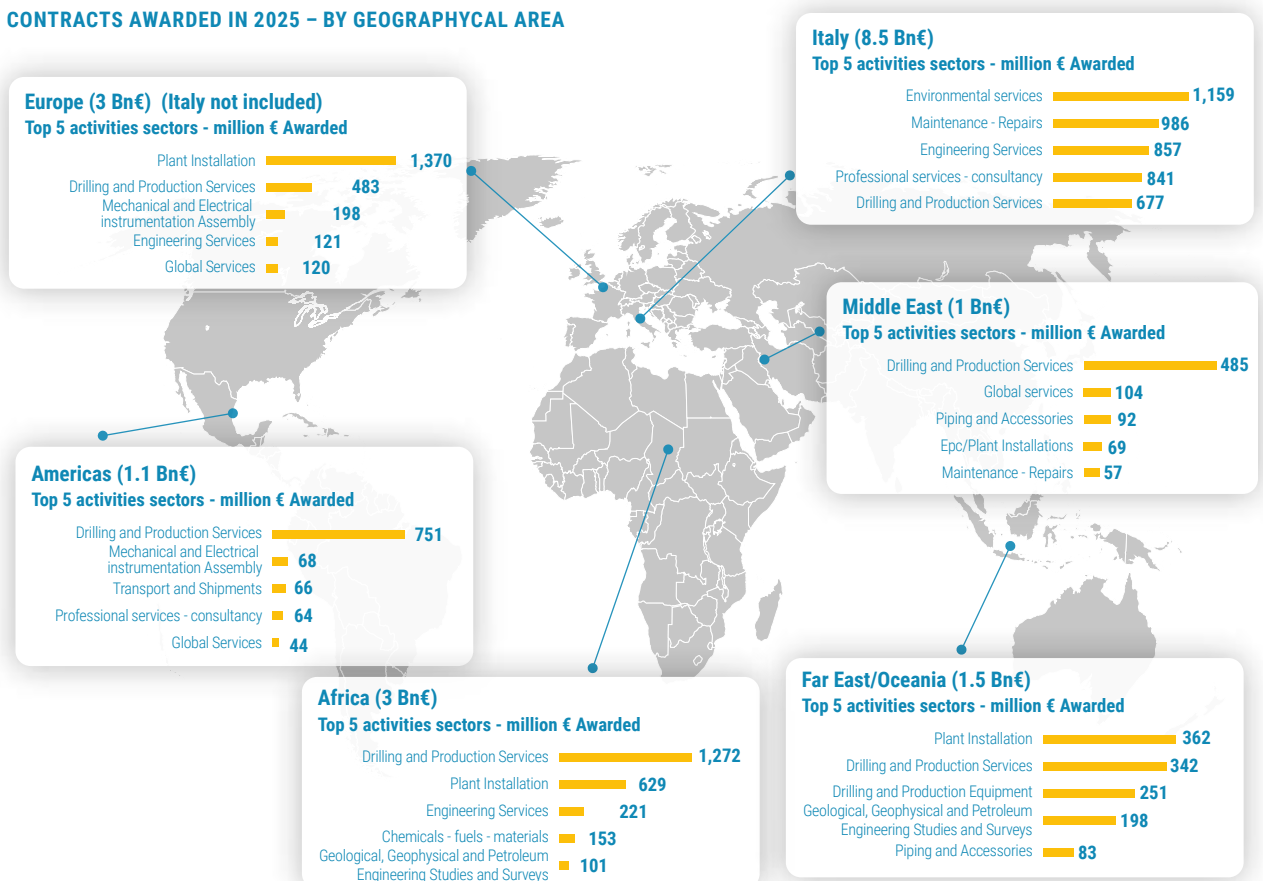 CONTRACTS AWARDED IN 2025 – BY GEOGRAPHYCAL AREA
Europe (3 Bn€) (Italy not included)
Top 5 activities sectors - million € Awarded
Plant Installation 1,370
Drilling and Production Services 483
Mechanical and Electrical
instrumentation Assembly 198
Engineering Services 121
Global Services 120
Italy (8.5 Bn€)
Top 5 activities sectors - million € Awarded
Environmental services 1,159
Maintenance - Repairs 986
Engineering Services 857
Professional services - consultancy 841
Drilling and Production Services 677
Middle East (1 Bn€)
Top 5 activities sectors - million € Awarded
Drilling and Production Services 485
Global services 104
Piping and Accessories 92
Epc/Plant Installations 69
Maintenance - Repairs 57
Americas (1.1 Bn€)
Top 5 activities sectors - million € Awarded
Drilling and Production Services 751
Mechanical and Electrical
instrumentation Assembly 68
Transport and Shipments 66
Professional services - consultancy 64
Global Services 44
Africa (3 Bn€)
Top 5 activities sectors - million € Awarded
Drilling and Production Services 1,272
Plant Installation 629
Engineering Services 221
Chemicals - fuels - materials 153
Geological, Geophysical and Petroleum
Engineering Studies and Surveys 101
Far East/Oceania (1.5 Bn€)
Top 5 activities sectors - million € Awarded
Plant Installation 362
Drilling and Production Services 342
Drilling and Production Equipment 251
Geological, Geophysical and Petroleum
Engineering Studies and Surveys 198
Piping and Accessories 83